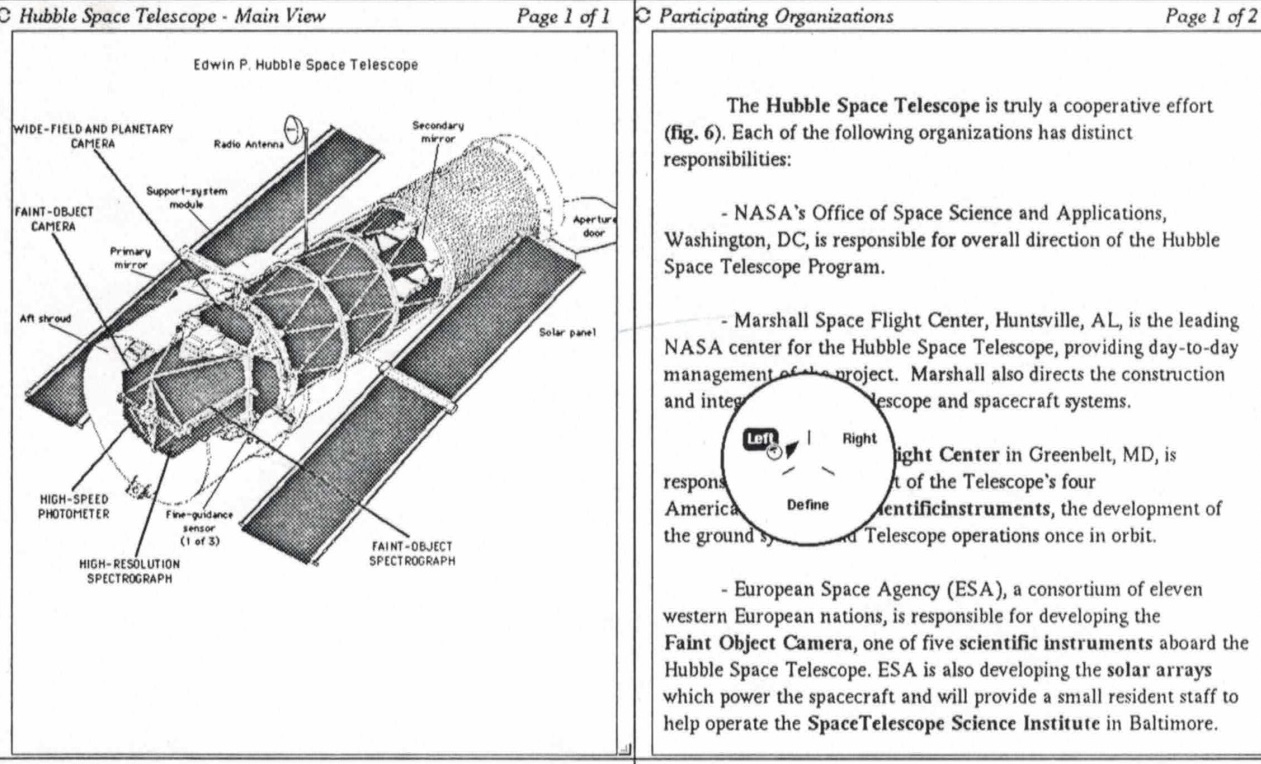 Hubble Space Telescope - Main View
Page 1 of 1
Edwin P. Hubble Space Telescope
WIDE-FIELD AND PLANETARY
CAMERA
Radio Antenna
Secondary
mirror
Support-system
module
FAINT-OBJECT
CAMERA
Aperture
door
Primary
mirror
Aft shroud
Solar panel
HIGH-SPEED
PHOTOMETER
Fine-guidance
sensor
(1 of 3)
FAINT-OBJECT
SPECTROGRAPH
HIGH-RESOLUTION
SPECTROGRAPH
Participating Organizations
Page 1 of 2
The Hubble Space Telescope is truly a cooperative effort
(fig. 6). Each of the following organizations has distinct
responsibilities:
- NASA's Office of Space Science and Applications,
Washington, DC, is responsible for overall direction of the Hubble
Space Telescope Program.
- Marshall Space Flight Center, Huntsville, AL, is the leading
NASA center for the Hubble Space Telescope, providing day-to-day
management of the project. Marshall also directs the construction
and integ lescope and spacecraft systems.
Left
Right
Define
ight Center in Greenbelt, MD, is
respons t of the Telescope's four
America ientificinstruments, the development of
the ground sy d Telescope operations once in orbit.
- European Space Agency (ESA), a consortium of eleven
western European nations, is responsible for developing the
Faint Object Camera, one of five scientific instruments aboard the
Hubble Space Telescope. ESA is also developing the solar arrays
which power the spacecraft and will provide a small resident staff to
help operate the SpaceTelescope Science Institute in Baltimore.